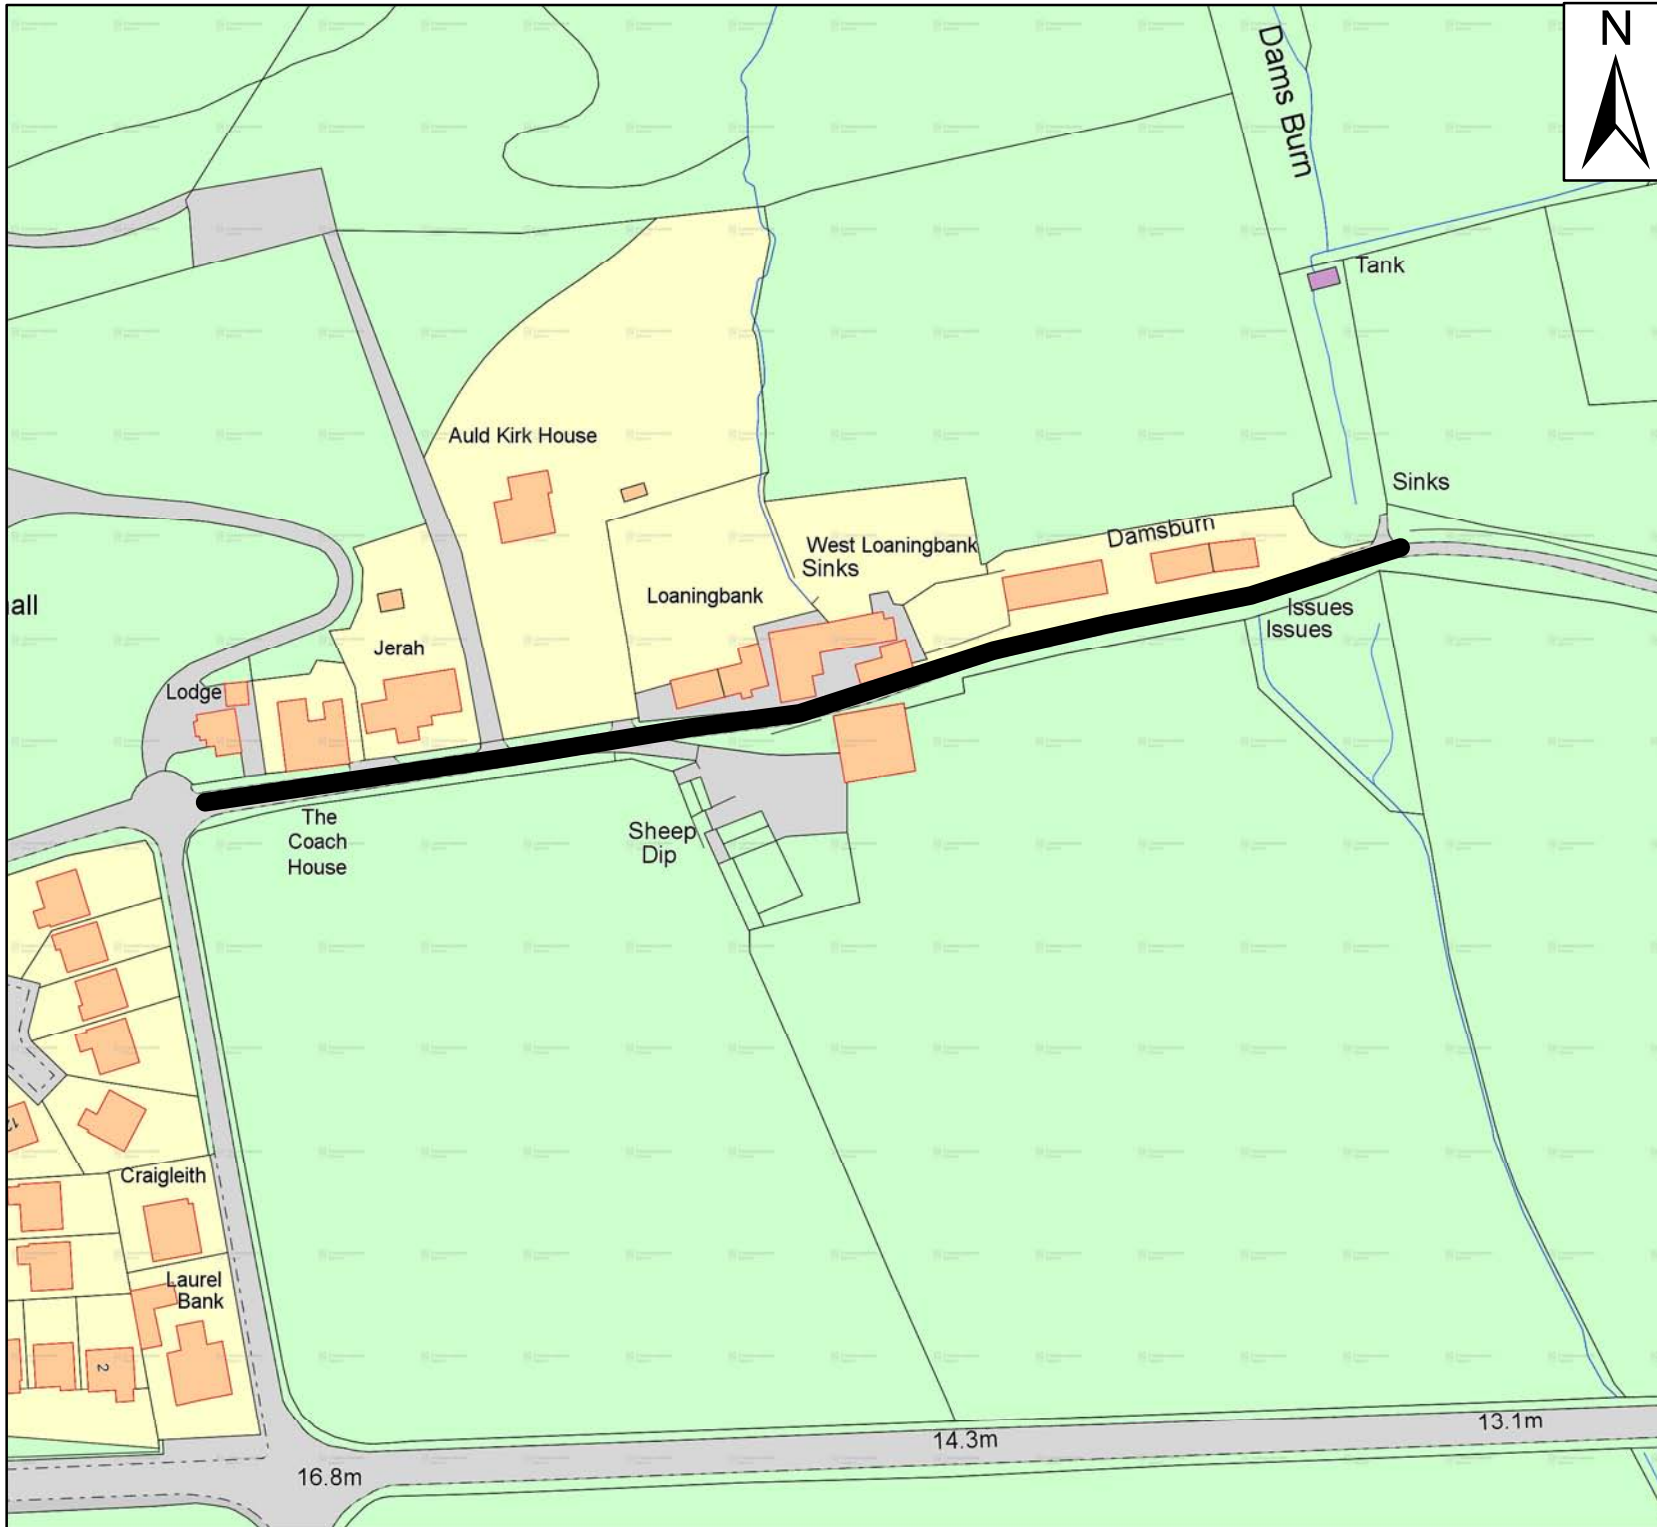 N
Dams Burn
Tank
Auld Kirk House
Sinks
Damsburn
West Loaningbank
Sinks
Loaningbank
all
Issues
Issues
Jerah
Lodge
The
Coach
House
Sheep
Dip
Craigleith
Laurel
Bank
2
14.3m
13.1m
16.8m